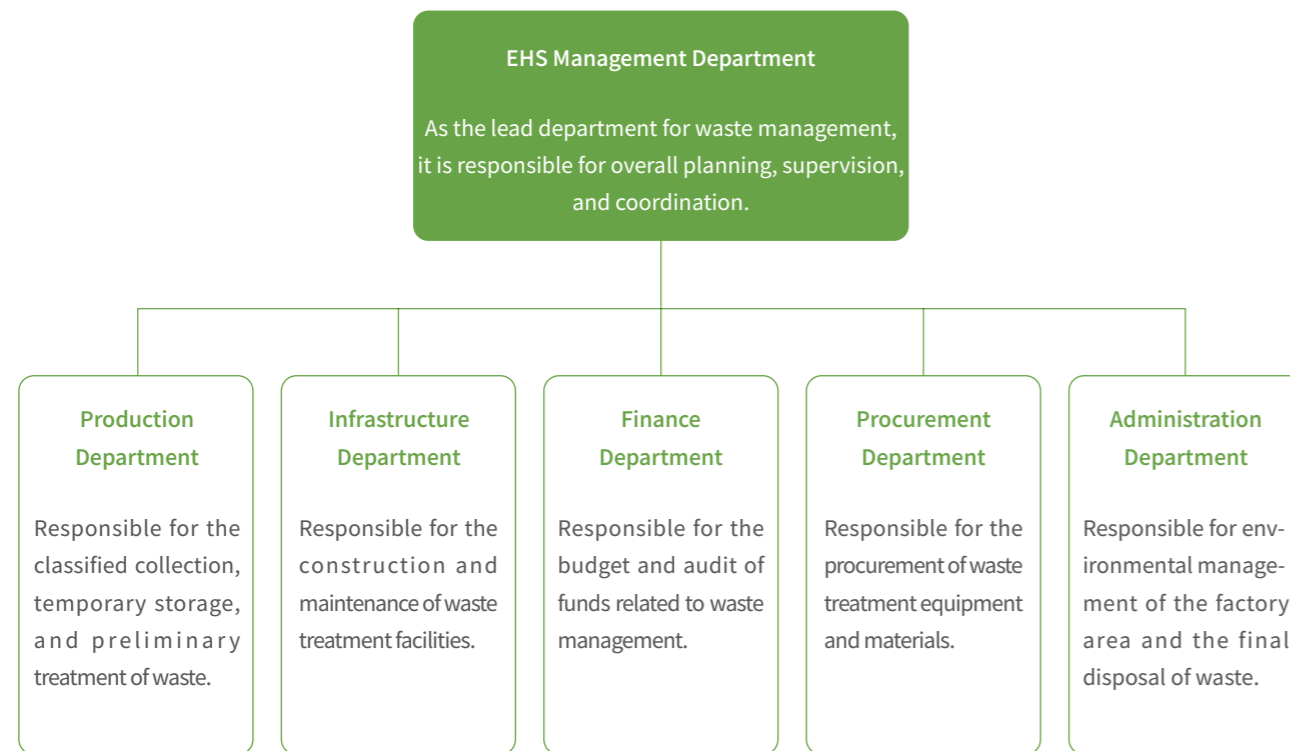 EHS Management Department
As the lead department for waste management,
it is responsible for overall planning, supervision,
and coordination.
Production
Department
Responsible for the
classified collection,
temporary storage,
and preliminary
treatment of waste.
Infrastructure
Department
Responsible for the
construction and
maintenance of waste
treatment facilities.
Finance
Department
Responsible for the
budget and audit of
funds related to waste
management.
Procurement
Department
Responsible for the
procurement of waste
treatment equipment
and materials.
Administration
Department
Responsible for env-
ironmental manage-
ment of the factory
area and the final
disposal of waste.